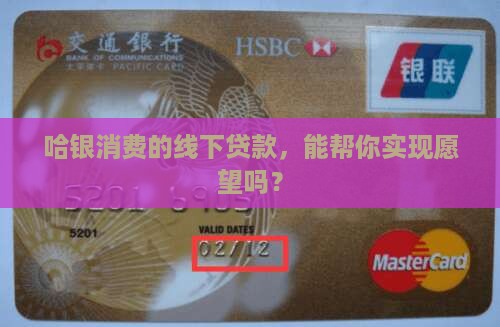 交通銀行
BANK OF COMMUNICATIONS
太平洋卡 PACIFIC CARD
HSBC
银联
哈银消费的线下贷款，能帮你实现愿
望吗？
5201
VALID DATES
02/12
MasterCard